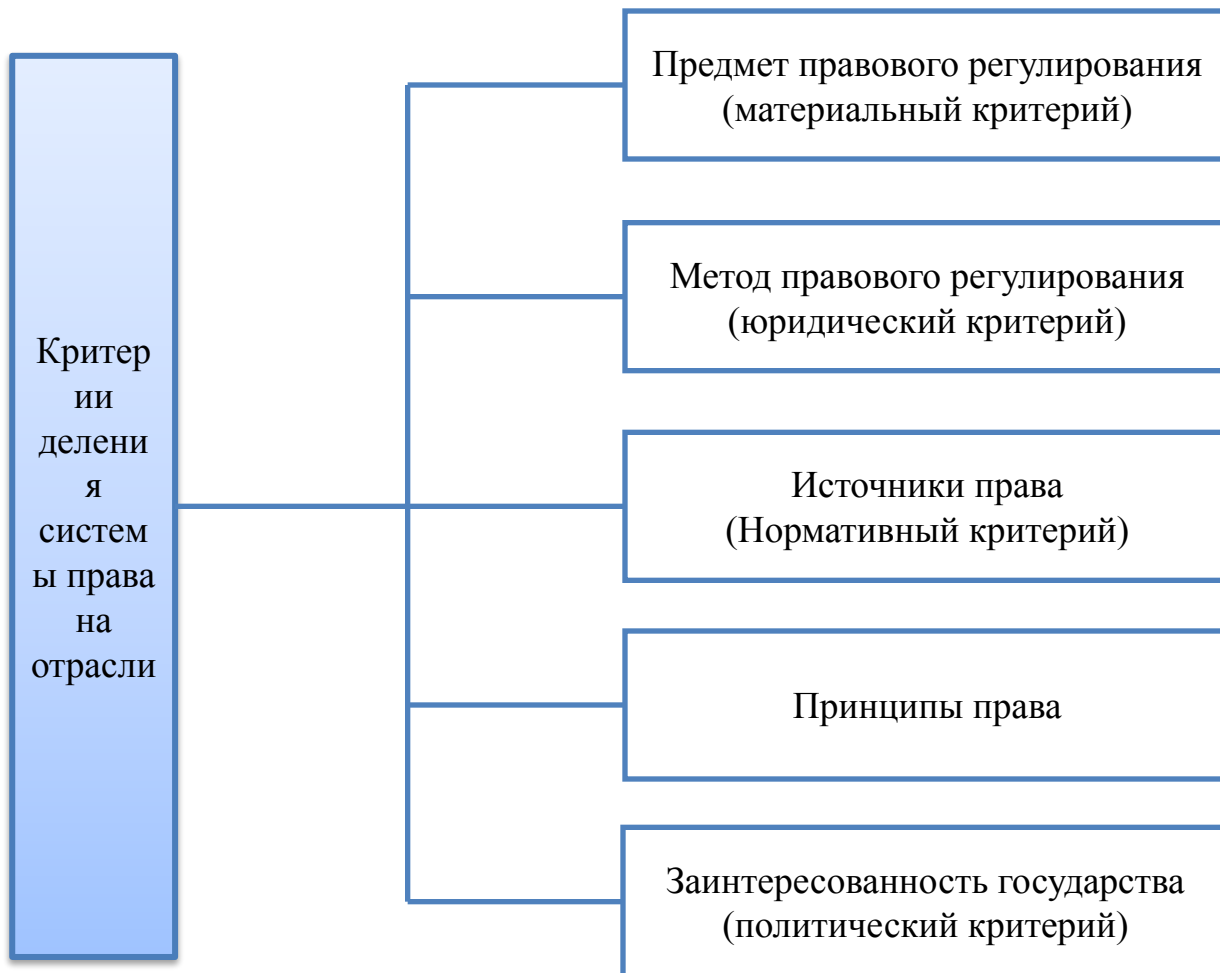 Критер
ии
делени
я
систем
ы права
на
отрасли
Предмет правового регулирования
(материальный критерий)
Метод правового регулирования
(юридический критерий)
Источники права
(Нормативный критерий)
Принципы права
Заинтересованность государства
(политический критерий)